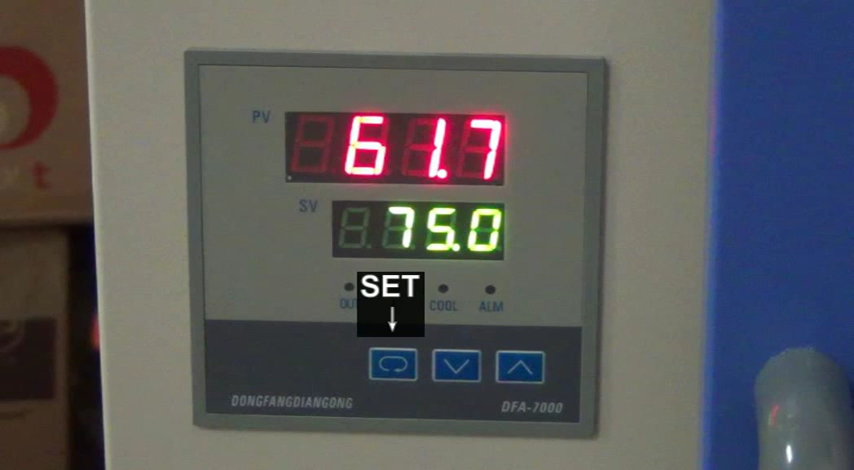 PV 61.7
SV 75.0
SET
↓
COOL ALM
DONGFANGDIANGONG DFA-7000
t